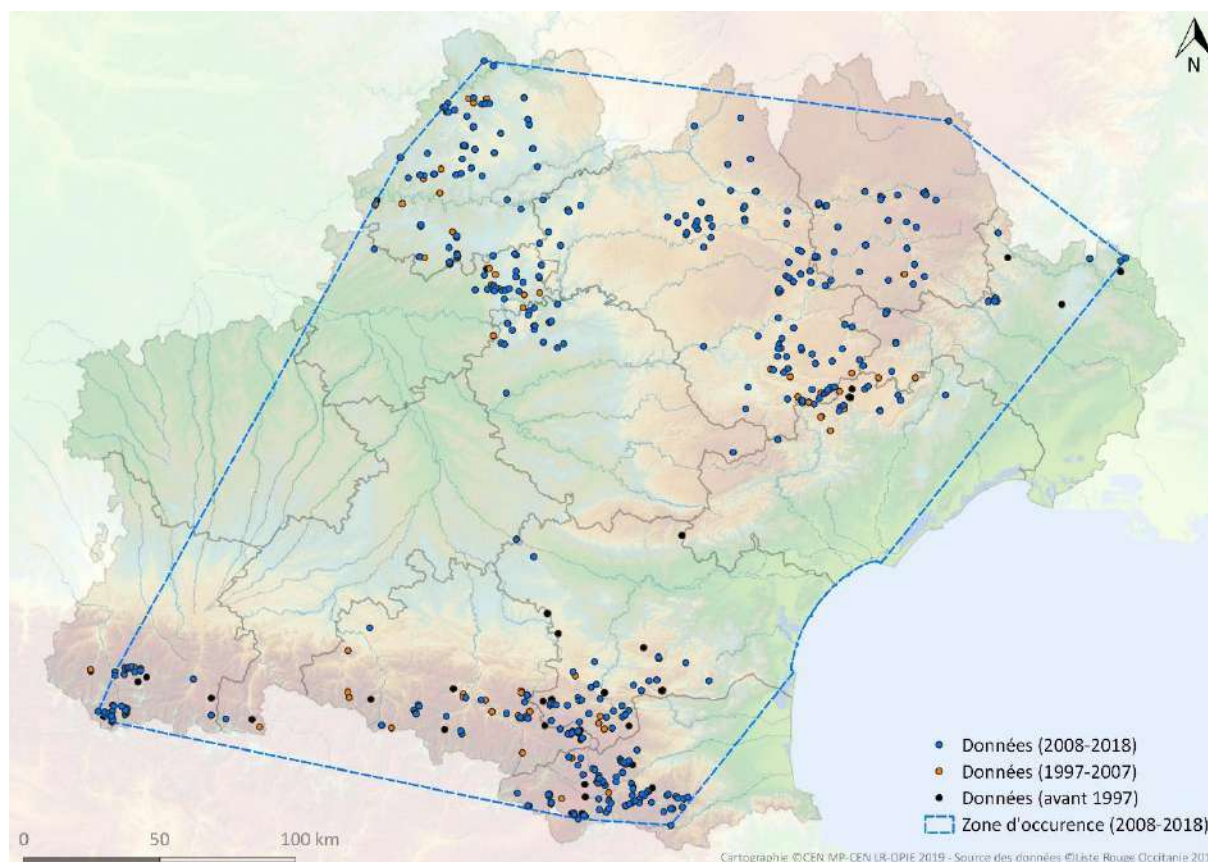 N
Données (2008-2018)
Données (1997-2007)
Données (avant 1997)
Zone d'occurence (2008-2018)
0 50 100 km
Cartographie ©CEN MP-CEN LR-OPIE 2019 - Source des données ©Liste Rouge Occitanie 201